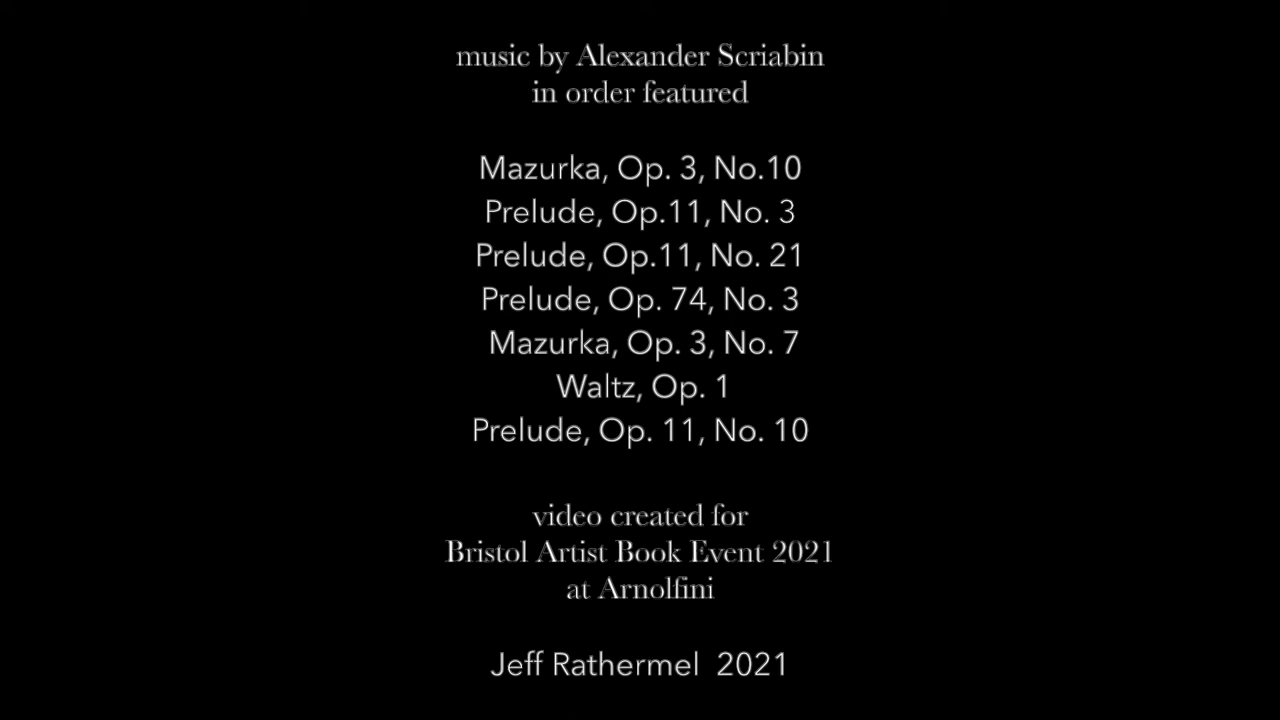 music by Alexander Scriabin
in order featured
Mazurka, Op. 3, No.10
Prelude, Op.11, No. 3
Prelude, Op.11, No. 21
Prelude, Op. 74, No. 3
Mazurka, Op. 3, No. 7
Waltz, Op. 1
Prelude, Op. 11, No. 10
video created for
Bristol Artist Book Event 2021
at Arnolfini
Jeff Rathermel  2021